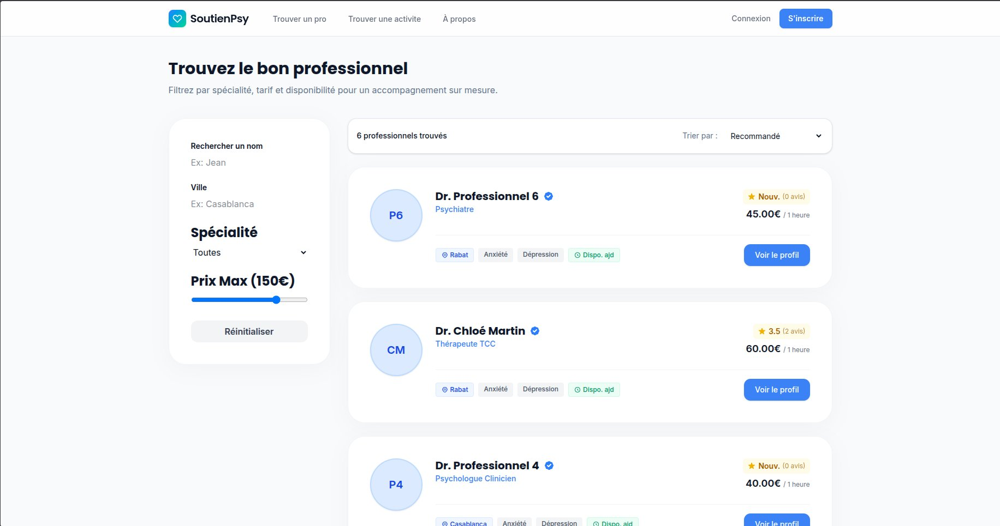 SoutienPsy
Trouver un pro
Trouver une activite
À propos
Connexion
S'inscrire
Trouvez le bon professionnel
Filtrez par spécialité, tarif et disponibilité pour un accompagnement sur mesure.
Rechercher un nom
Ex: Jean
Ville
Ex: Casablanca
Spécialité
Toutes
Prix Max (150€)
Réinitialiser
6 professionnels trouvés
Trier par :
Recommandé
P6
Dr. Professionnel 6
Psychiatre
Nouv. (0 avis)
45.00€ / 1 heure
Rabat
Anxiété
Dépression
Dispo. ajd
Voir le profil
CM
Dr. Chloé Martin
Thérapeute TCC
3.5 (2 avis)
60.00€ / 1 heure
Rabat
Anxiété
Dépression
Dispo. ajd
Voir le profil
P4
Dr. Professionnel 4
Psychologue Clinicien
Nouv. (0 avis)
40.00€ / 1 heure
Casablanca
Anxiété
Dépression
Dispo. ajd
Voir le profil